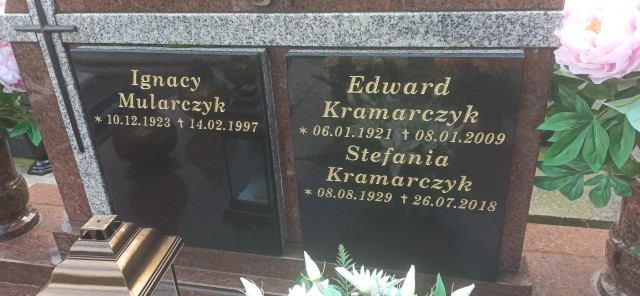 Ignacy
Mularczyk
* 10.12.1923 † 14.02.1997
Edward
Kramarczyk
* 06.01.1921 † 08.01.2009
Stefania
Kramarczyk
* 08.08.1929 † 26.07.2018